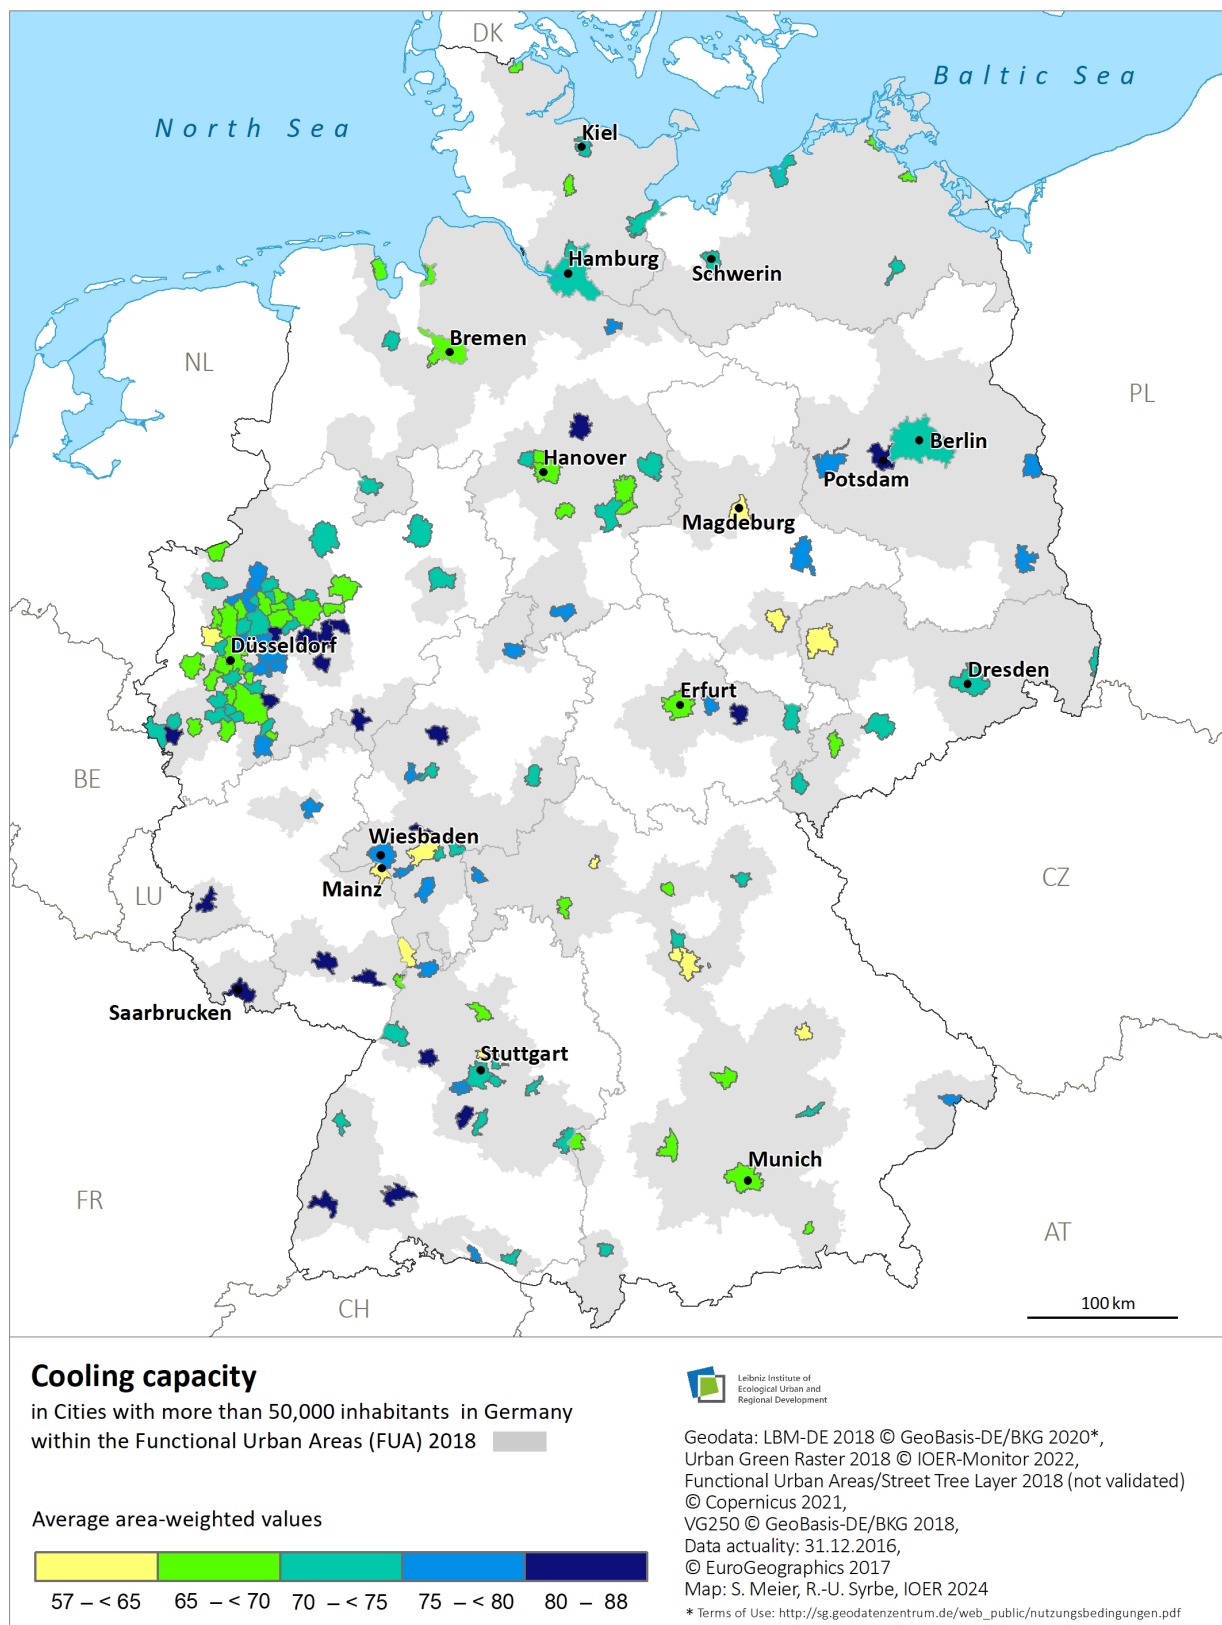 DK
Baltic Sea
North Sea
Kiel
Hamburg
Schwerin
Bremen
NL
PL
Hanover
Berlin
Potsdam
Magdeburg
Düsseldorf
Dresden
Erfurt
BE
Wiesbaden
Mainz
LU
CZ
Saarbrucken
Stuttgart
Munich
FR
AT
CH
100 km
Cooling capacity
in Cities with more than 50,000 inhabitants in Germany
within the Functional Urban Areas (FUA) 2018
Average area-weighted values
57 – < 65
65 – < 70
70 – < 75
75 – < 80
80 – 88
Leibniz Institute of
Ecological Urban and
Regional Development
Geodata: LBM-DE 2018 © GeoBasis-DE/BKG 2020*,
Urban Green Raster 2018 © IOER-Monitor 2022,
Functional Urban Areas/Street Tree Layer 2018 (not validated)
© Copernicus 2021,
VG250 © GeoBasis-DE/BKG 2018,
Data actuality: 31.12.2016,
© EuroGeographics 2017
Map: S. Meier, R.-U. Syrbe, IOER 2024
* Terms of Use: http://sg.geodatenzentrum.de/web_public/nutzungsbedingungen.pdf